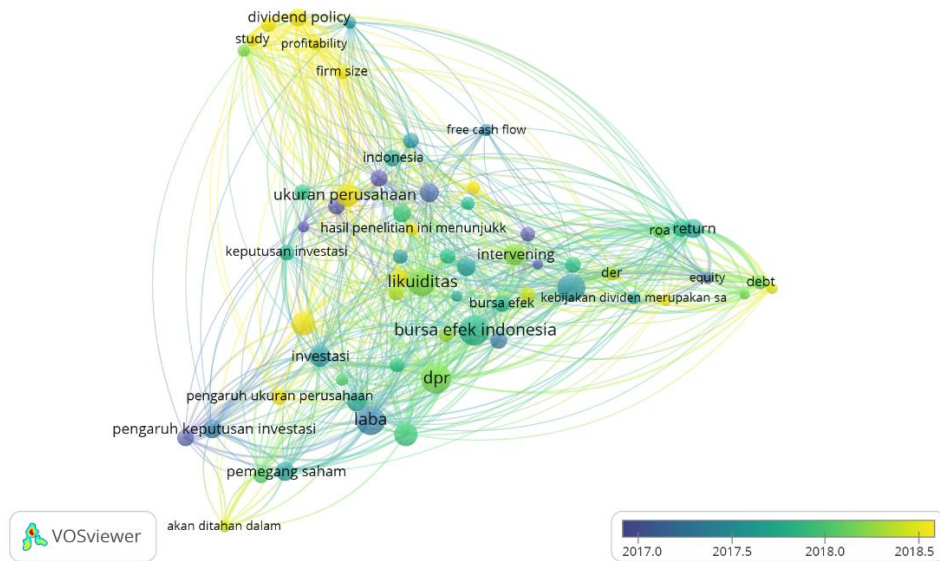 dividend policy
study
profitability
firm size
free cash flow
indonesia
ukuran perusahaan
hasil penelitian ini menunjukk
roa
return
keputusan investasi
intervening
likuiditas
der
equity
debt
bursa efek
kebijakan dividen merupakan sa
bursa efek indonesia
investasi
dpr
pengaruh ukuran perusahaan
laba
pengaruh keputusan investasi
pemegang saham
akan ditahan dalam
VOSviewer
2017.0 2017.5 2018.0 2018.5